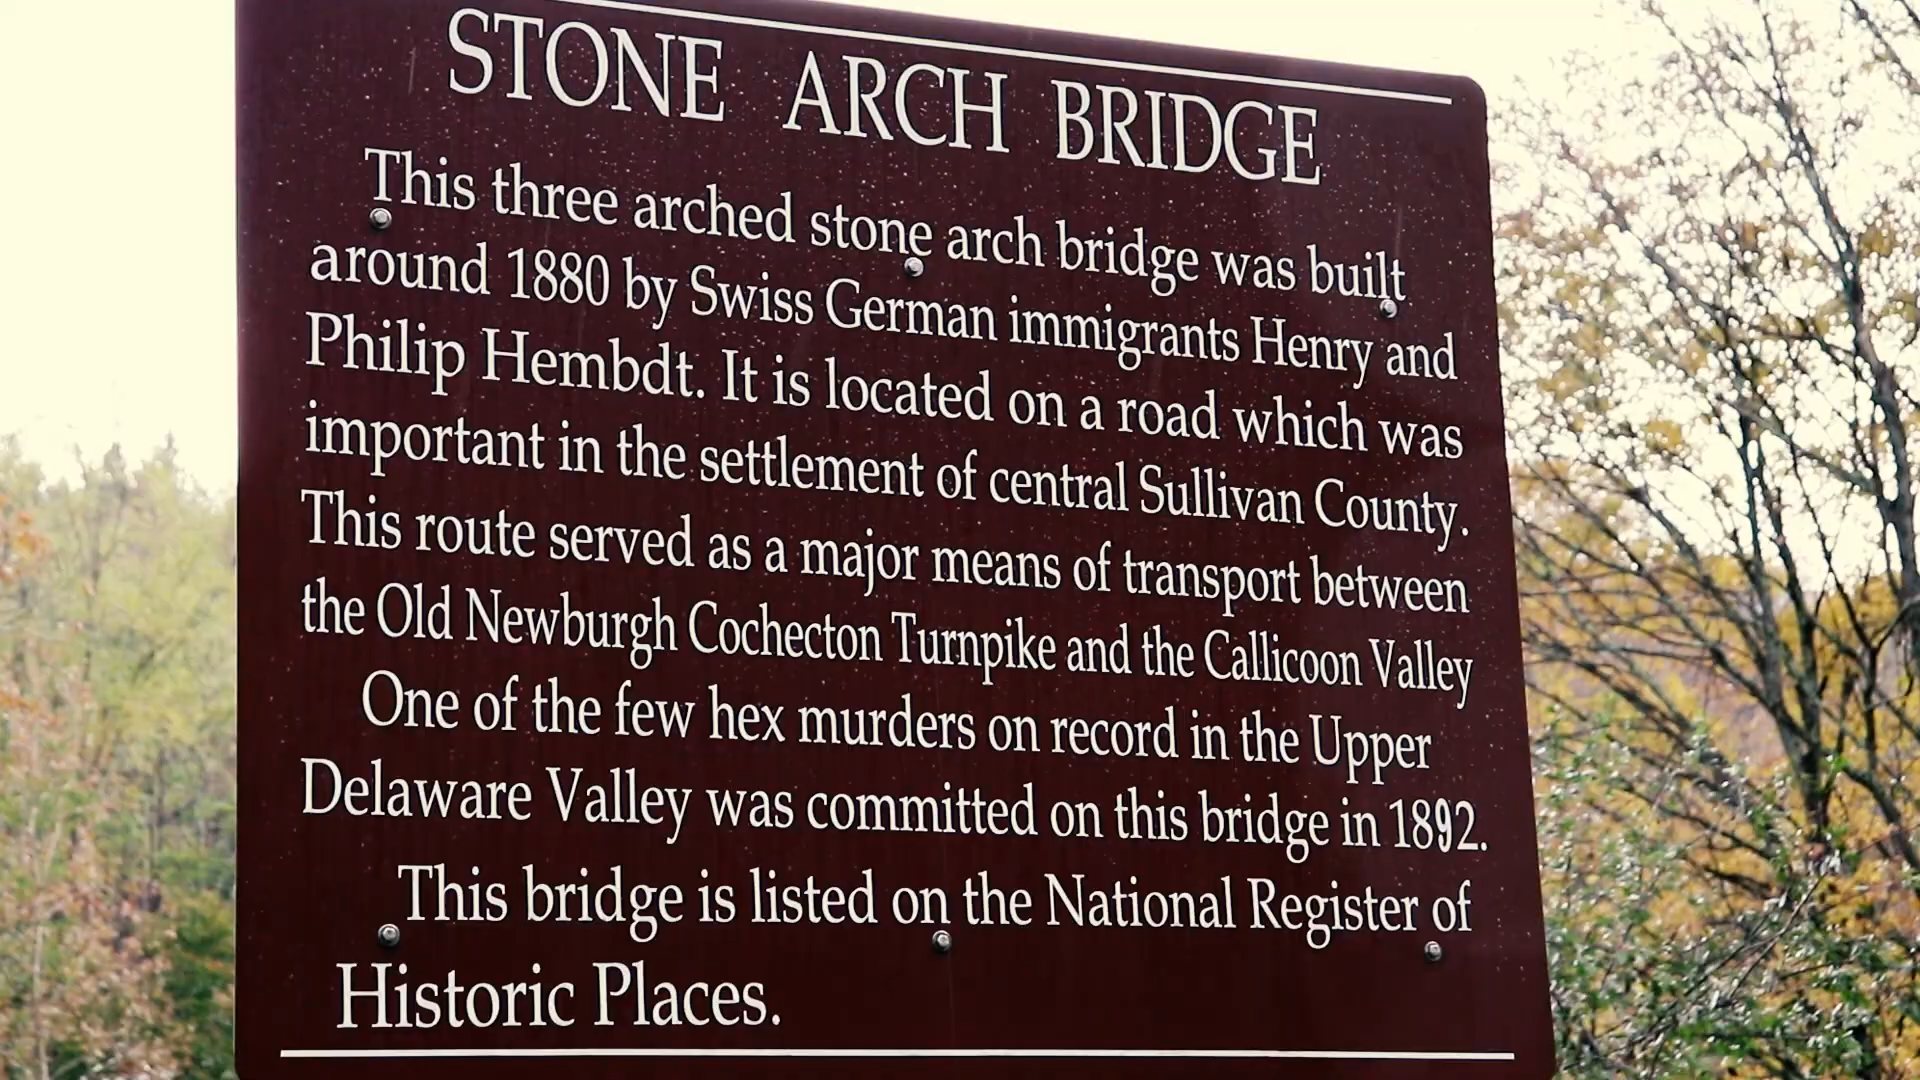 STONE ARCH BRIDGE
This three arched stone arch bridge was built
around 1880 by Swiss German immigrants Henry and
Philip Hembdt. It is located on a road which was
important in the settlement of central Sullivan County.
This route served as a major means of transport between
the Old Newburgh Cochecton Turnpike and the Callicoon Valley
One of the few hex murders on record in the Upper
Delaware Valley was committed on this bridge in 1892.
This bridge is listed on the National Register of
Historic Places.